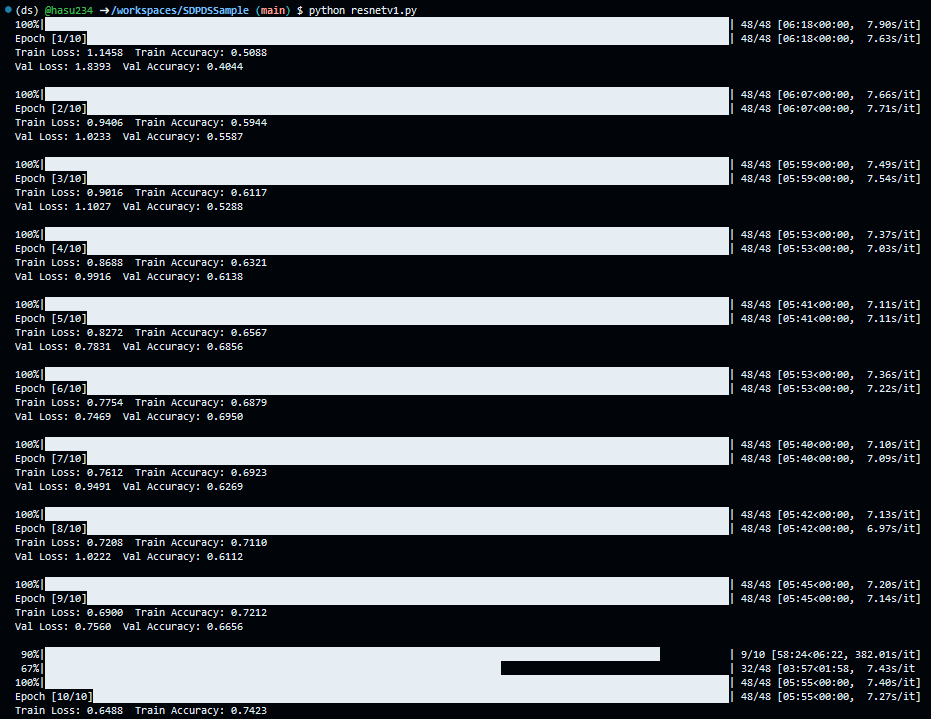 (ds) @hasu234 ➜/workspaces/SDPDSSample (main) $ python resnetv1.py
100%| | 48/48 [06:18<00:00,  7.90s/it]
Epoch [1/10] | 48/48 [06:18<00:00,  7.63s/it]
Train Loss: 1.1458  Train Accuracy: 0.5088
Val Loss: 1.8393  Val Accuracy: 0.4044
100%| | 48/48 [06:07<00:00,  7.66s/it]
Epoch [2/10] | 48/48 [06:07<00:00,  7.71s/it]
Train Loss: 0.9406  Train Accuracy: 0.5944
Val Loss: 1.0233  Val Accuracy: 0.5587
100%| | 48/48 [05:59<00:00,  7.49s/it]
Epoch [3/10] | 48/48 [05:59<00:00,  7.54s/it]
Train Loss: 0.9016  Train Accuracy: 0.6117
Val Loss: 1.1027  Val Accuracy: 0.5288
100%| | 48/48 [05:53<00:00,  7.37s/it]
Epoch [4/10] | 48/48 [05:53<00:00,  7.03s/it]
Train Loss: 0.8688  Train Accuracy: 0.6321
Val Loss: 0.9916  Val Accuracy: 0.6138
100%| | 48/48 [05:41<00:00,  7.11s/it]
Epoch [5/10] | 48/48 [05:41<00:00,  7.11s/it]
Train Loss: 0.8272  Train Accuracy: 0.6567
Val Loss: 0.7831  Val Accuracy: 0.6856
100%| | 48/48 [05:53<00:00,  7.36s/it]
Epoch [6/10] | 48/48 [05:53<00:00,  7.22s/it]
Train Loss: 0.7754  Train Accuracy: 0.6879
Val Loss: 0.7469  Val Accuracy: 0.6950
100%| | 48/48 [05:40<00:00,  7.10s/it]
Epoch [7/10] | 48/48 [05:40<00:00,  7.09s/it]
Train Loss: 0.7612  Train Accuracy: 0.6923
Val Loss: 0.9491  Val Accuracy: 0.6269
100%| | 48/48 [05:42<00:00,  7.13s/it]
Epoch [8/10] | 48/48 [05:42<00:00,  6.97s/it]
Train Loss: 0.7208  Train Accuracy: 0.7110
Val Loss: 1.0222  Val Accuracy: 0.6112
100%| | 48/48 [05:45<00:00,  7.20s/it]
Epoch [9/10] | 48/48 [05:45<00:00,  7.14s/it]
Train Loss: 0.6900  Train Accuracy: 0.7212
Val Loss: 0.7560  Val Accuracy: 0.6656
90%| | 9/10 [58:24<06:22, 382.01s/it]
67%| | 32/48 [03:57<01:58,  7.43s/it
100%| | 48/48 [05:55<00:00,  7.40s/it]
Epoch [10/10] | 48/48 [05:55<00:00,  7.27s/it]
Train Loss: 0.6488  Train Accuracy: 0.7423